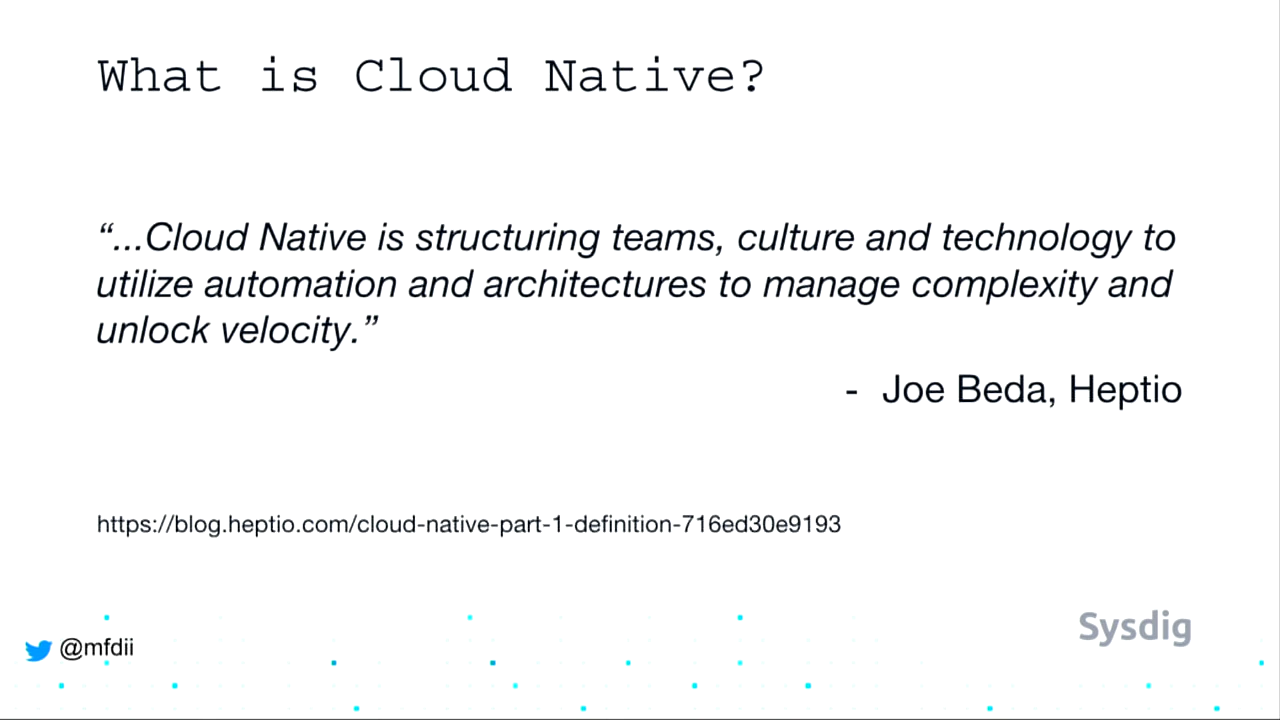 What is Cloud Native?
“...Cloud Native is structuring teams, culture and technology to
utilize automation and architectures to manage complexity and
unlock velocity.”
- Joe Beda, Heptio
https://blog.heptio.com/cloud-native-part-1-definition-716ed30e9193
@mfdii
Sysdig